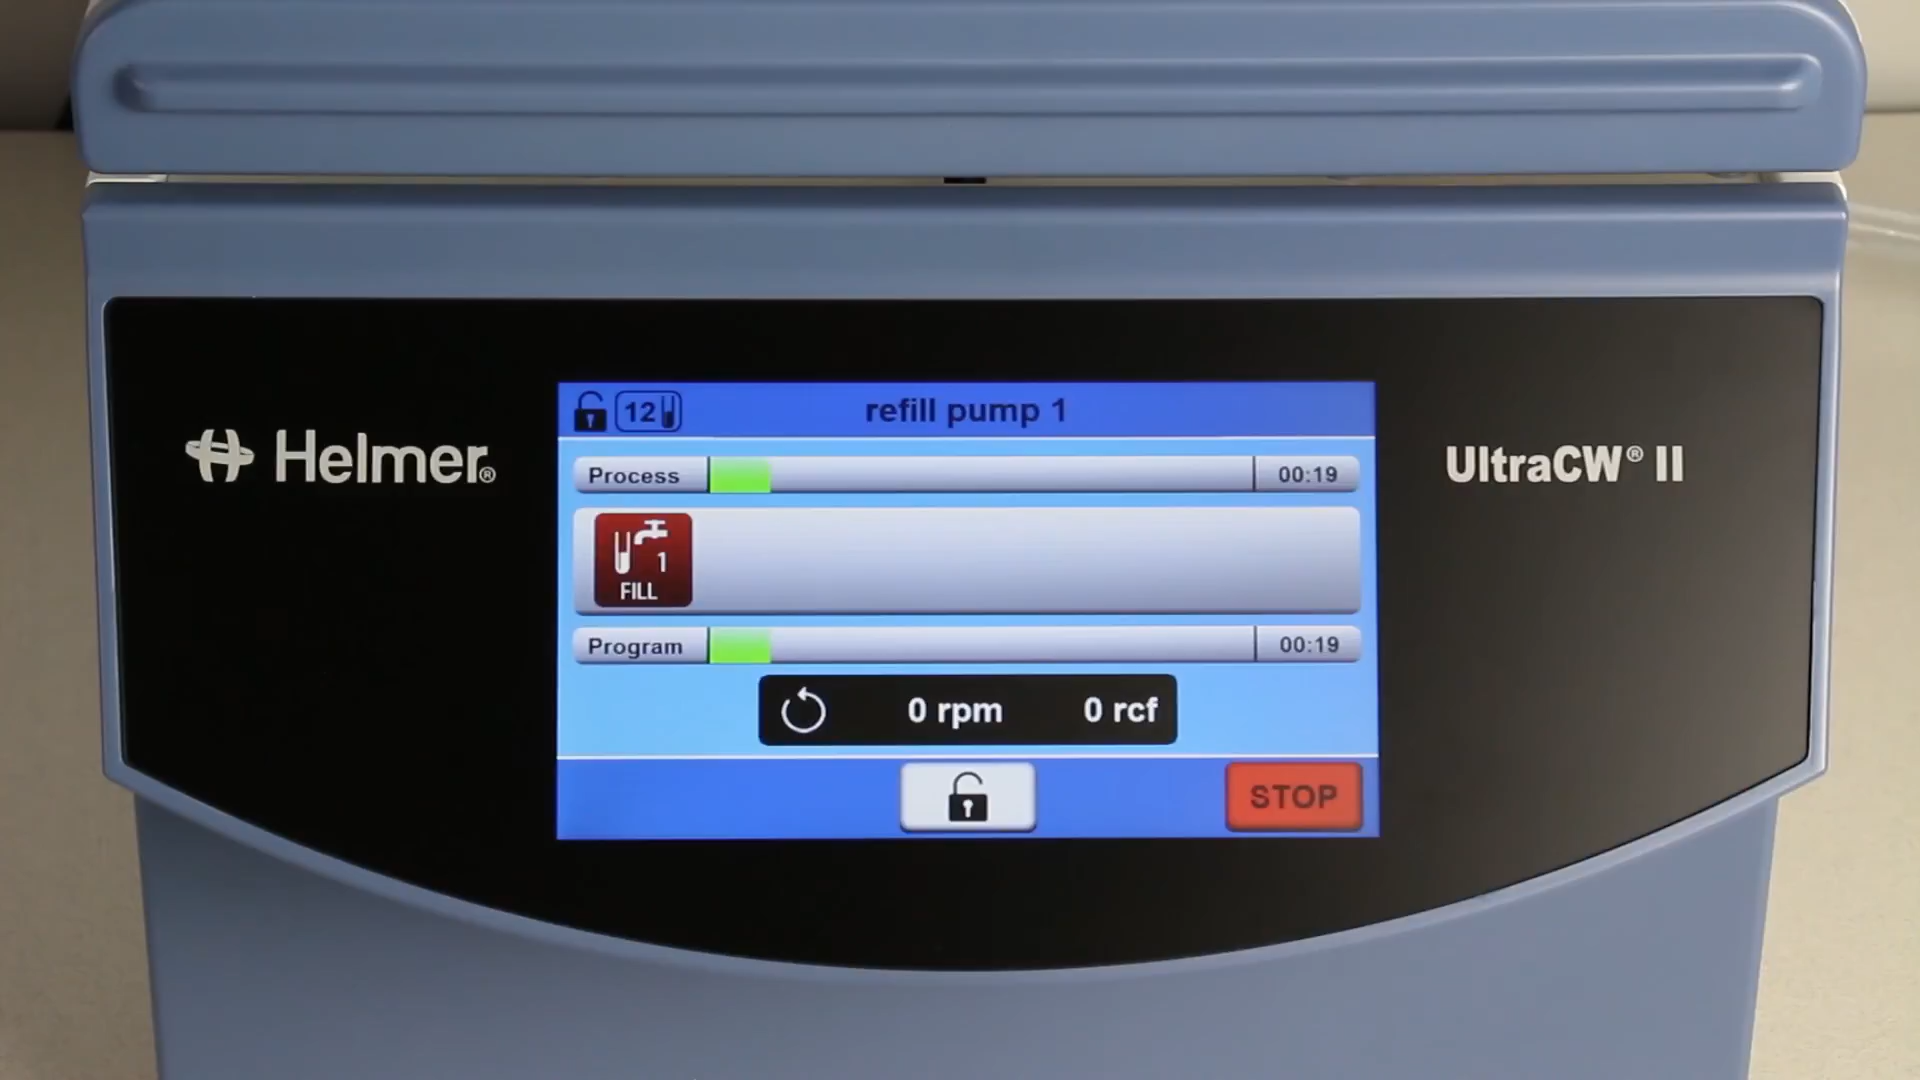 12
refill pump 1
Helmer®
UltraCW® II
Process
00:19
1
FILL
Program
00:19
0 rpm
0 rcf
STOP